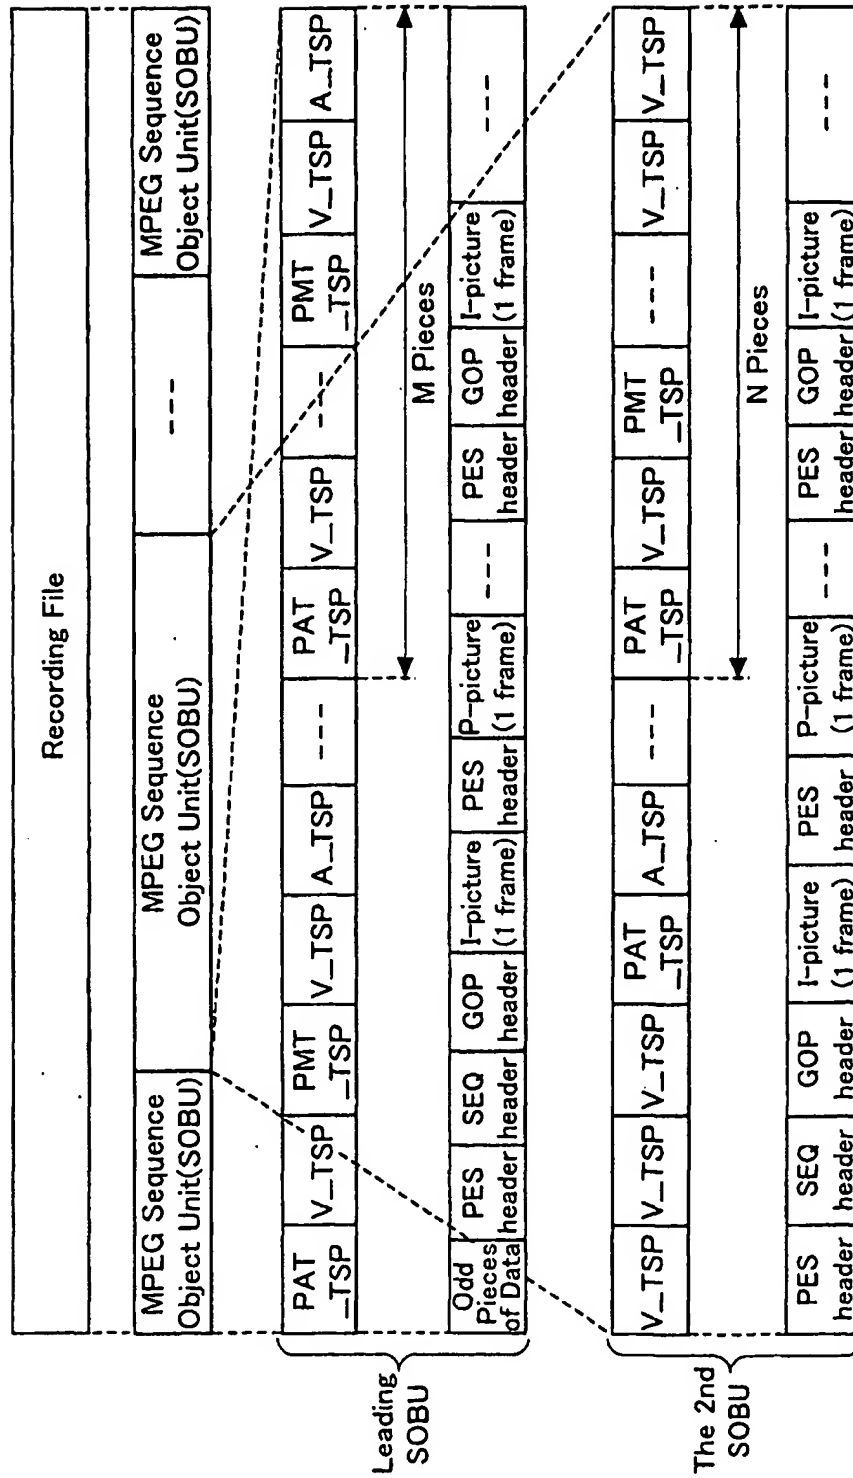 Recording File
MPEG Sequence
Object Unit(SOBU)
MPEG Sequence
Object Unit(SOBU)
---
MPEG Sequence
Object Unit(SOBU)
Leading
SOBU
PAT
_TSP
V_TSP
PMT
_TSP
V_TSP
A_TSP
---
PAT
_TSP
V_TSP
---
PMT
_TSP
V_TSP
A_TSP
M Pieces
Odd
Pieces
of Data
PES
header
SEQ
header
GOP
header
I-picture
(1 frame)
PES
header
P-picture
(1 frame)
---
PES
header
GOP
header
I-picture
(1 frame)
---
The 2nd
SOBU
V_TSP
V_TSP
V_TSP
PAT
_TSP
A_TSP
---
PAT
_TSP
V_TSP
PMT
_TSP
---
V_TSP
V_TSP
N Pieces
PES
header
SEQ
header
GOP
header
I-picture
(1 frame)
PES
header
P-picture
(1 frame)
---
PES
header
GOP
header
I-picture
(1 frame)
---